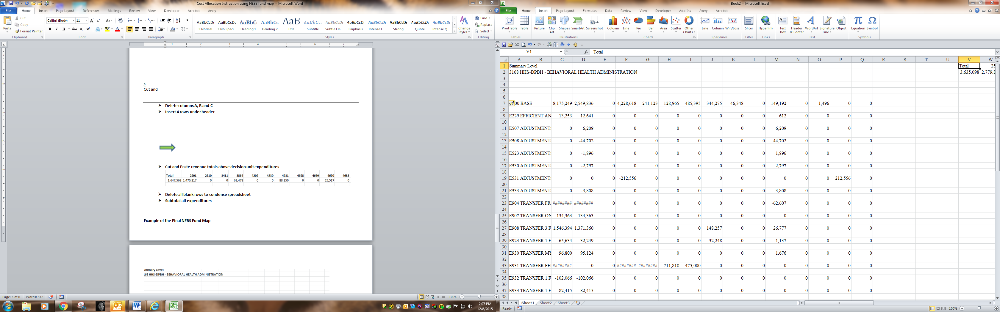 Cost Allocation Instruction using NEBS fund map - Microsoft Word
File Home Insert Page Layout References Mailings Review View Developer Acrobat Avery
Paste
Cut
Copy
Format Painter
Clipboard
Calibri (Body) 11
Font
Paragraph
AaBbCcDc AaBbCcDc AaBbC AaBbCc AaB AaBbCc. AaBbCcDc AaBbCcDc AaBbCcDc AaBbCcDc AaBbCcDc AaBbCcDc
¶ Normal ¶ No Spaci... Heading 1 Heading 2 Title Subtitle Subtle Em... Emphasis Intense E... Strong Quote Intense Q...
Change Styles
Styles
Find
Replace
Select
Editing
s
Cut and
Delete columns A, B and C
Insert 4 rows under header
Cut and Paste revenue totals above decision unit expenditures
Total 2501 2510 3411 3864 4202 4230 4231 4658 4669 4670 4683
1,647,562 1,470,217 0 0 63,478 0 0 88,350 0 0 25,517 0
Delete all blank rows to condense spreadsheet
Subtotal all expenditures
Example of the Final NEBS Fund Map
ummary Level
168 HHS-DPBH - BEHAVIORAL HEALTH ADMINISTRATION
Page: 5 of 6 Words: 372 100%
2:07 PM
12/8/2015
Book2 - Microsoft Excel
File Home Insert Page Layout Formulas Data Review View Developer Add-Ins Avery Acrobat
PivotTable Table Picture Clip Art Shapes SmartArt Screenshot Column Line Pie Bar Area Scatter Other Charts Line Column Win/Loss Slicer Hyperlink Text Box Header & Footer WordArt Signature Line Object Equation Symbol
Tables Illustrations Charts Sparklines Filter Links Text Symbols
V1 fx Total
A B C D E F G H I J K L M N O P Q R S T U V W
1 Summary Level Total 25
2 3168 HHS-DPBH - BEHAVIORAL HEALTH ADMINISTRATION 3,635,098 2,779,8
3
4
5
6
7 00 BASE 8,175,249 2,549,836 0 4,228,618 241,123 128,965 485,395 344,275 46,348 0 149,192 0 1,496 0 0
8
9 E229 EFFICIENT AN 13,253 12,641 0 0 0 0 0 0 0 0 612 0 0 0 0
10
11 E507 ADJUSTMENTS 0 -6,209 0 0 0 0 0 0 0 0 6,209 0 0 0 0
12
13 E508 ADJUSTMENTS 0 -44,702 0 0 0 0 0 0 0 0 44,702 0 0 0 0
14
15 E523 ADJUSTMENTS 0 -1,896 0 0 0 0 0 0 0 0 1,896 0 0 0 0
16
17 E530 ADJUSTMENTS 0 -2,797 0 0 0 0 0 0 0 0 2,797 0 0 0 0
18
19 E531 ADJUSTMENTS 0 0 0 -212,556 0 0 0 0 0 0 0 0 0 212,556 0
20
21 E533 ADJUSTMENTS 0 -3,808 0 0 0 0 0 0 0 0 3,808 0 0 0 0
22
23 E904 TRANSFER FR ######## ######## 0 0 0 0 0 0 0 0 -62,607 0 0 0 0
24
25 E907 TRANSFER ON 134,363 134,363 0 0 0 0 0 0 0 0 0 0 0 0 0
26
27 E908 TRANSFER 3 F 1,546,394 1,371,360 0 0 0 0 0 148,257 0 0 26,777 0 0 0 0
28
29 E923 TRANSFER 1 F 65,634 32,249 0 0 0 0 0 32,248 0 0 1,137 0 0 0 0
30
31 E930 TRANSFER MY 96,800 95,124 0 0 0 0 0 0 0 0 1,676 0 0 0 0
32
33 E931 TRANSFER FEI ######## 0 0 ######## ######## -711,818 -475,000 0 0 0 0 0 0 0 0
34
35 E932 TRANSFER 1 F -102,066 -102,066 0 0 0 0 0 0 0 0 0 0 0 0 0
36
37 E933 TRANSFER 1 F 82,415 82,415 0 0 0 0 0 0 0 0 0 0 0 0 0
38
Sheet1 Sheet2 Sheet3
Ready 100%